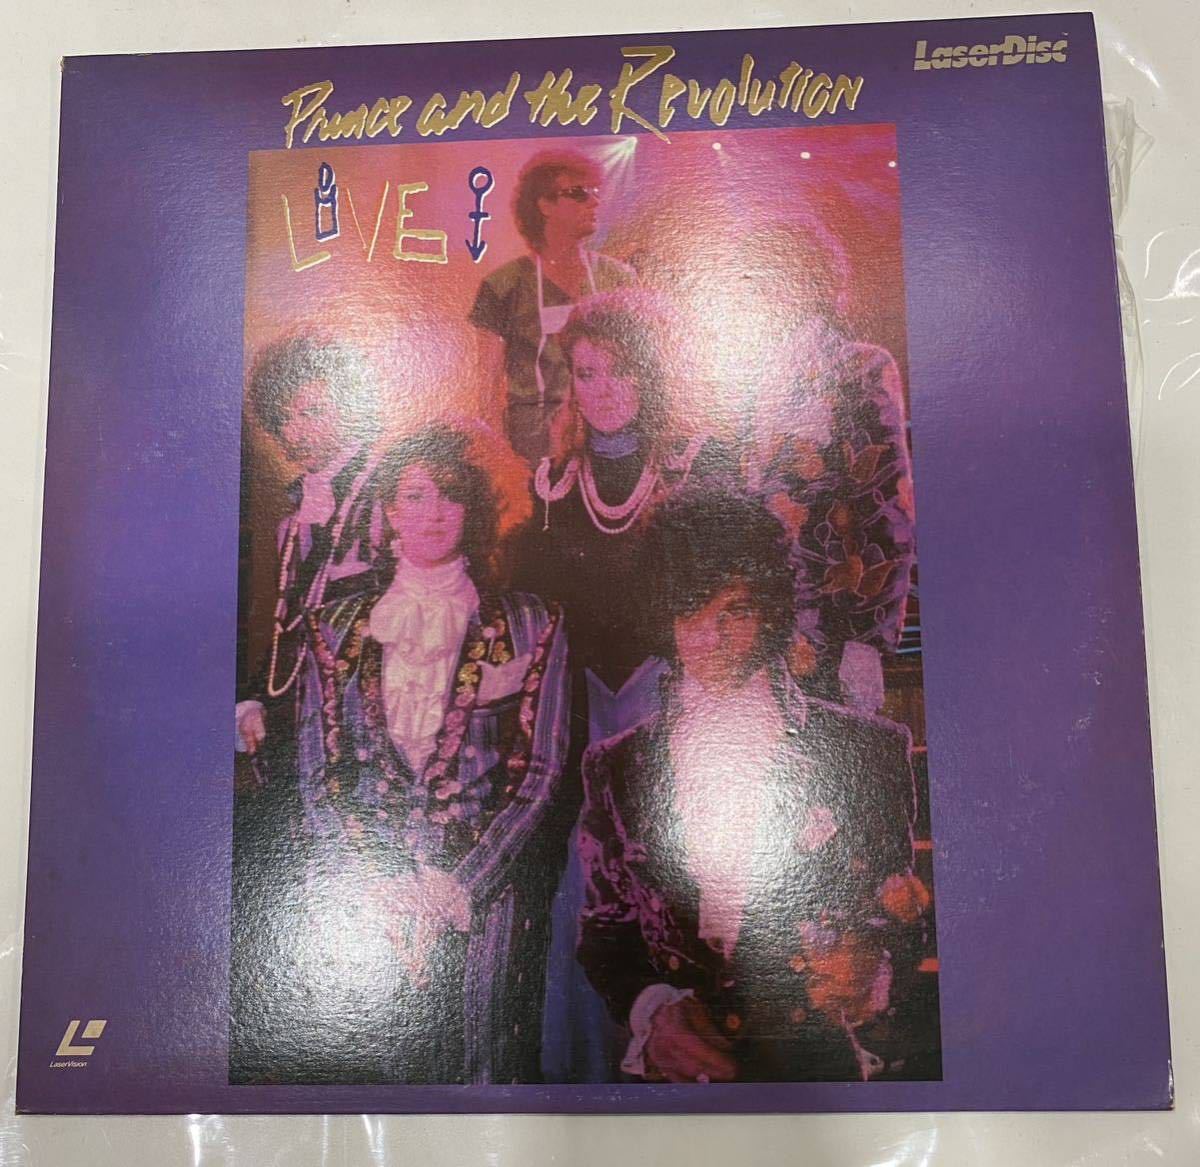 LaserDisc
Prince and the Revolution
LIVE
LaserVision